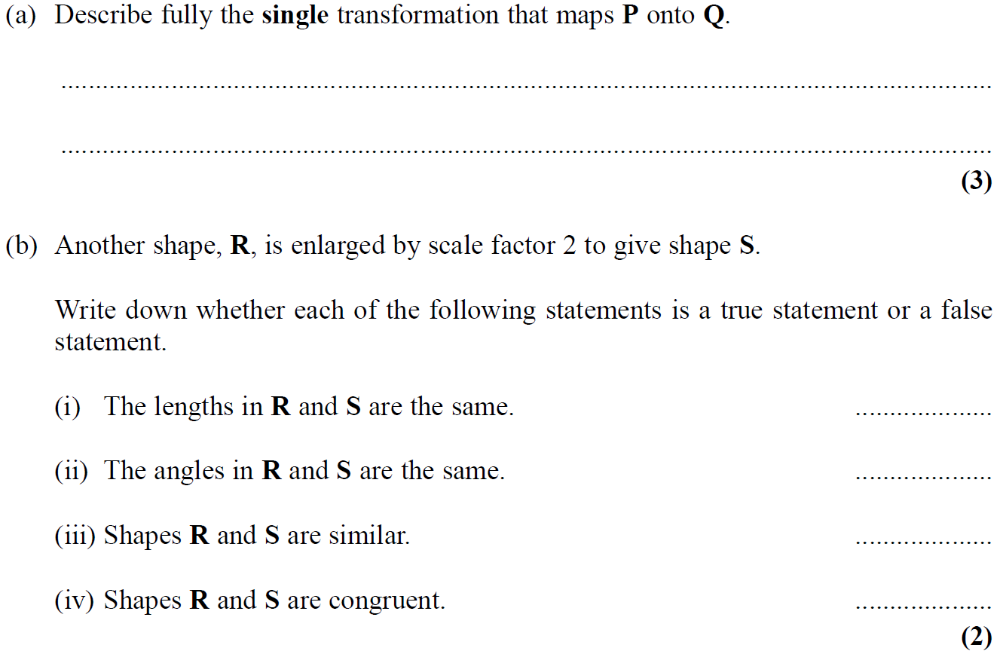 (a) Describe fully the single transformation that maps P onto Q.
................................................................................................................................................
................................................................................................................................................
(3)
(b) Another shape, R, is enlarged by scale factor 2 to give shape S.
Write down whether each of the following statements is a true statement or a false
statement.
(i) The lengths in R and S are the same. ....................
(ii) The angles in R and S are the same. ....................
(iii) Shapes R and S are similar. ....................
(iv) Shapes R and S are congruent. ....................
(2)